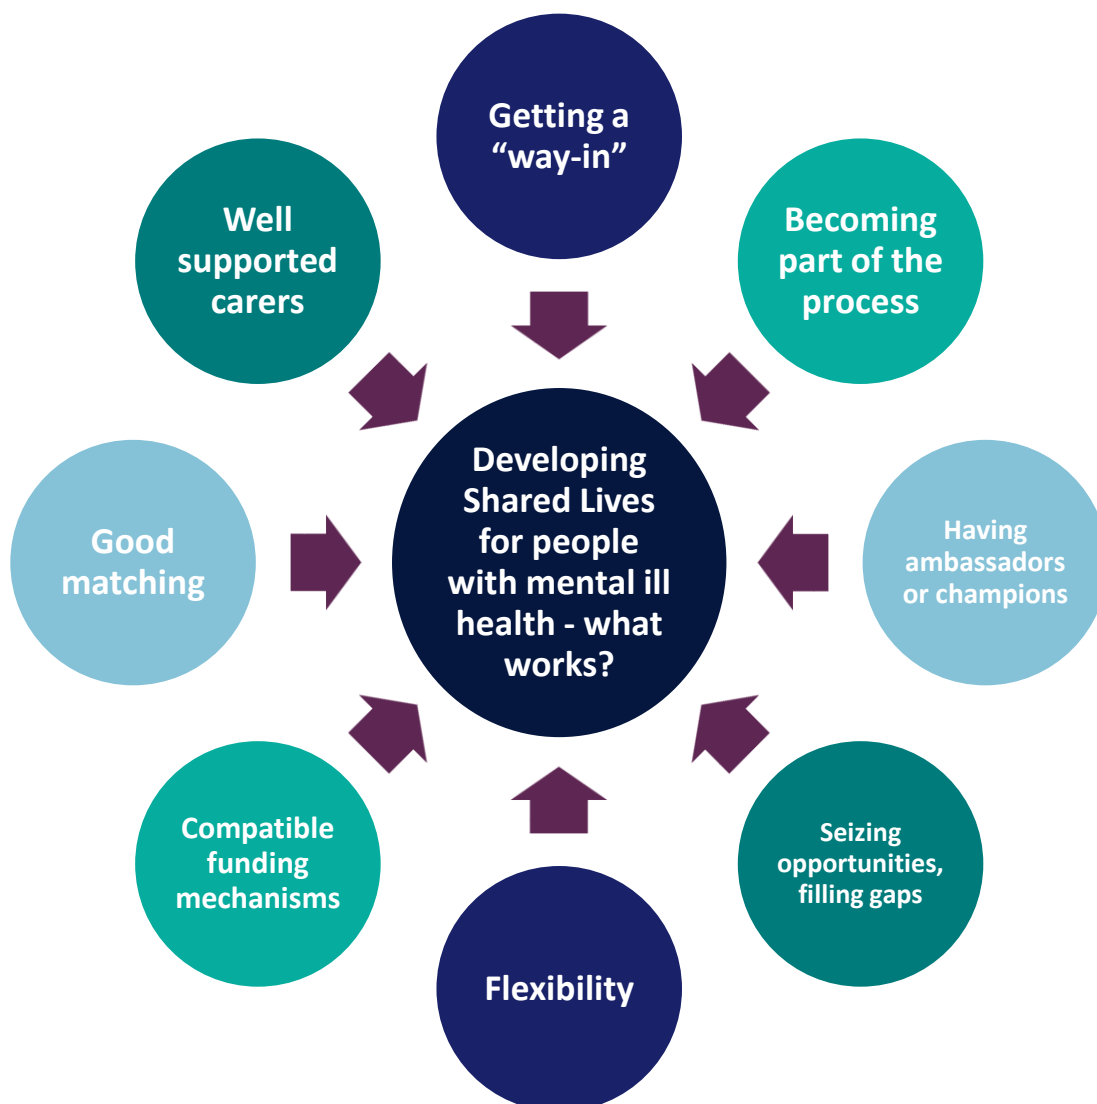 Getting a
“way-in”
Becoming
part of the
process
Having
ambassadors
or champions
Seizing
opportunities,
filling gaps
Flexibility
Compatible
funding
mechanisms
Good
matching
Well
supported
carers
Developing
Shared Lives
for people
with mental ill
health - what
works?